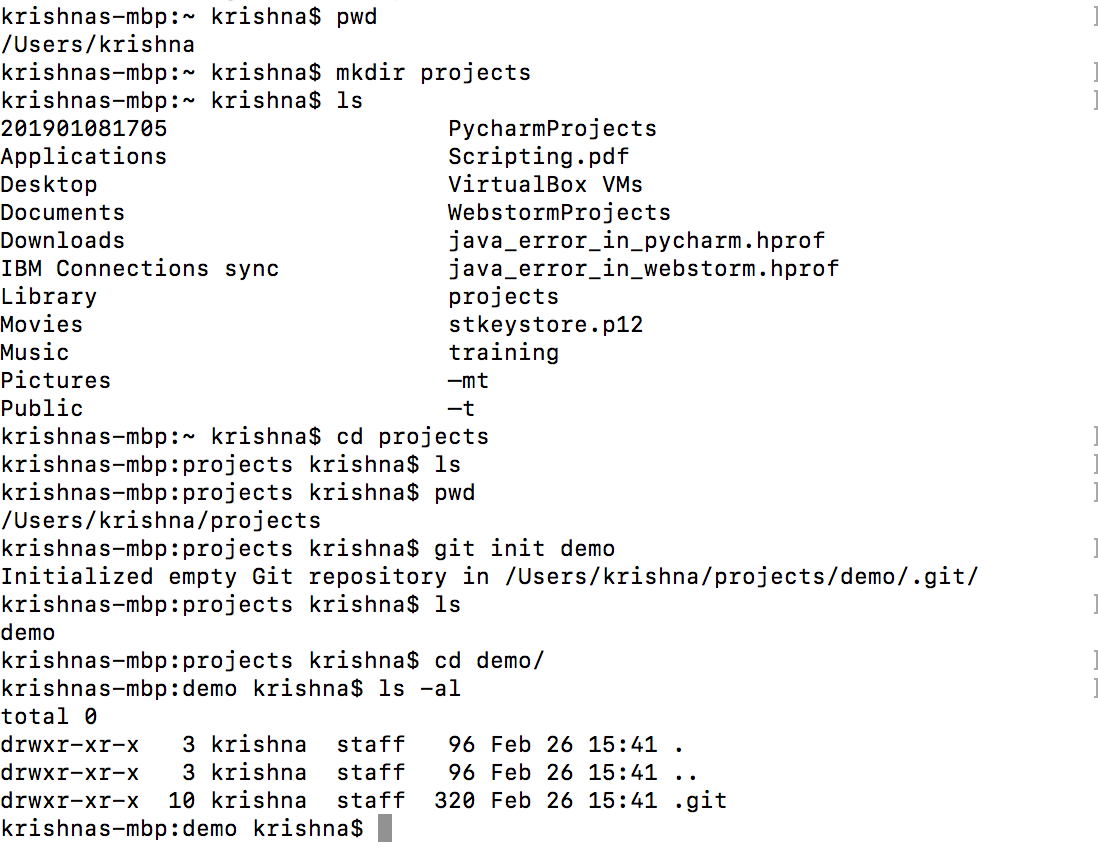 krishnas-mbp:~ krishna$ pwd ]
/Users/krishna
krishnas-mbp:~ krishna$ mkdir projects ]
krishnas-mbp:~ krishna$ ls ]
201901081705                    PycharmProjects
Applications                    Scripting.pdf
Desktop                         VirtualBox VMs
Documents                       WebstormProjects
Downloads                       java_error_in_pycharm.hprof
IBM Connections sync            java_error_in_webstorm.hprof
Library                         projects
Movies                          stkeystore.p12
Music                           training
Pictures                        —mt
Public                          —t
krishnas-mbp:~ krishna$ cd projects ]
krishnas-mbp:projects krishna$ ls ]
krishnas-mbp:projects krishna$ pwd ]
/Users/krishna/projects
krishnas-mbp:projects krishna$ git init demo ]
Initialized empty Git repository in /Users/krishna/projects/demo/.git/
krishnas-mbp:projects krishna$ ls ]
demo
krishnas-mbp:projects krishna$ cd demo/ ]
krishnas-mbp:demo krishna$ ls -al ]
total 0
drwxr-xr-x   3 krishna  staff   96 Feb 26 15:41 .
drwxr-xr-x   3 krishna  staff   96 Feb 26 15:41 ..
drwxr-xr-x  10 krishna  staff  320 Feb 26 15:41 .git
krishnas-mbp:demo krishna$